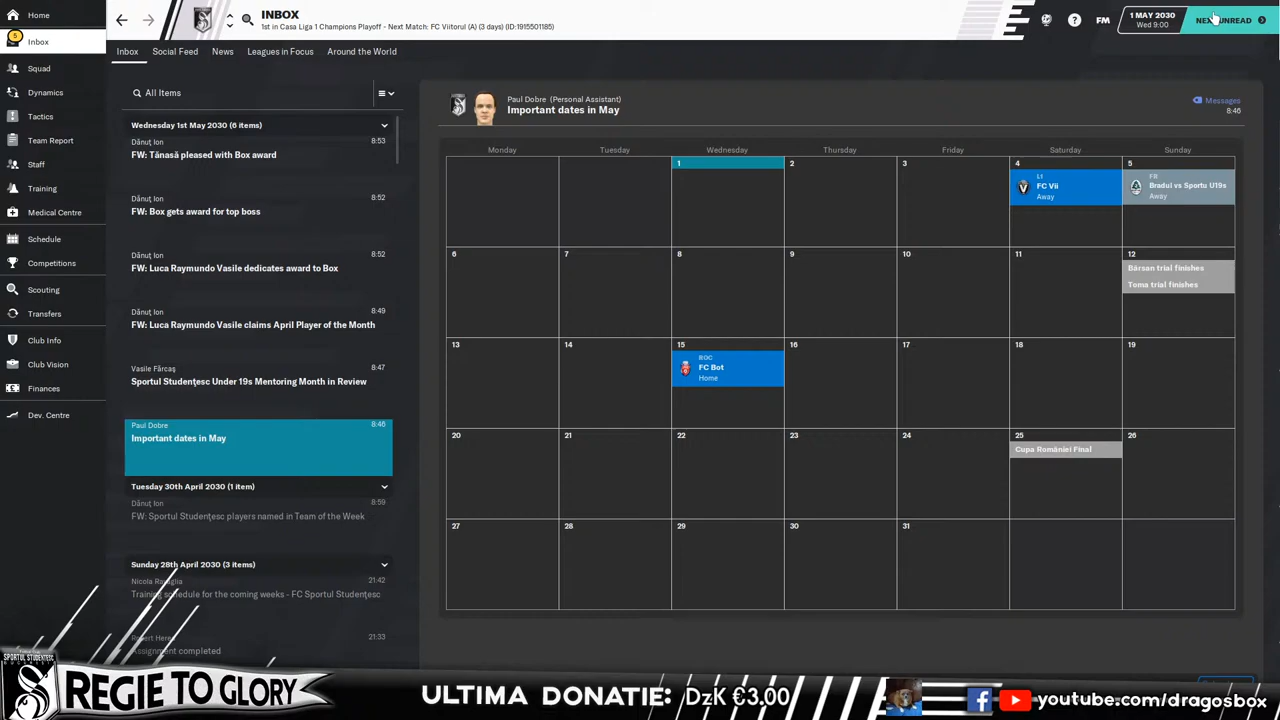 Home
Inbox
5
Squad
Dynamics
Tactics
Team Report
Staff
Training
Medical Centre
Schedule
Competitions
Scouting
Transfers
Club Info
Club Vision
Finances
Dev. Centre
INBOX
1st in Casa Liga 1 Champions Playoff - Next Match: FC Viitorul (A) (3 days) (ID:1915501185)
FM
1 MAY 2030
Wed 9:00
NEXT UNREAD
Inbox
Social Feed
News
Leagues in Focus
Around the World
All Items
Wednesday 1st May 2030 (6 items)
Dănuț Ion 8:53
FW: Tănasă pleased with Box award
Dănuț Ion 8:52
FW: Box gets award for top boss
Dănuț Ion 8:52
FW: Luca Raymundo Vasile dedicates award to Box
Dănuț Ion 8:49
FW: Luca Raymundo Vasile claims April Player of the Month
Vasile Fărcaș 8:47
Sportul Studențesc Under 19s Mentoring Month in Review
Paul Dobre 8:46
Important dates in May
Tuesday 30th April 2030 (1 item)
Dănuț Ion 8:59
FW: Sportul Studențesc players named in Team of the Week
Sunday 28th April 2030 (3 items)
Nicola Ravaglia 21:42
Training schedule for the coming weeks - FC Sportul Studențesc
21:33
Assignment completed
Paul Dobre (Personal Assistant)
Important dates in May
Messages
8:46
Monday Tuesday Wednesday Thursday Friday Saturday Sunday
1 2 3 4 5
L1
FC Vii
Away
FR
Bradui vs Sportu U19s
Away
6 7 8 9 10 11 12
Bârsan trial finishes
Toma trial finishes
13 14 15 16 17 18 19
BOC
FC Bot
Home
20 21 22 23 24 25 26
Cupa României Final
27 28 29 30 31
SPORTUL STUDENȚESC
REGIE TO GLORY
ULTIMA DONATIE: DzK €3.00
youtube.com/dragosbox